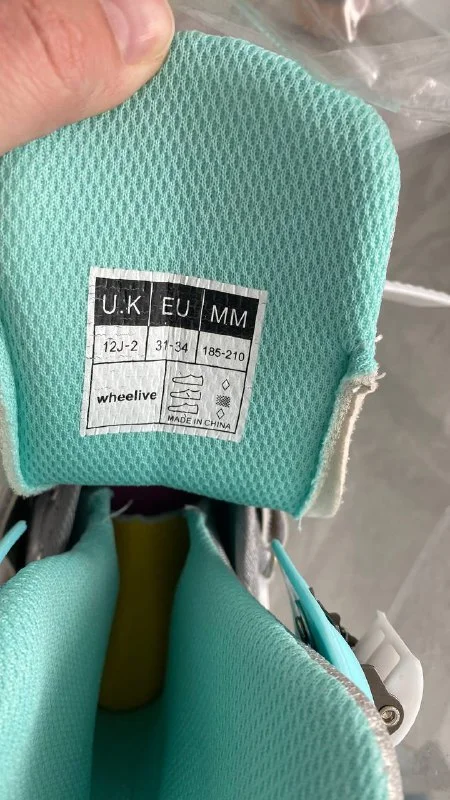 U.K EU MM
12J-2 31-34 185-210
wheelive
MADE IN CHINA